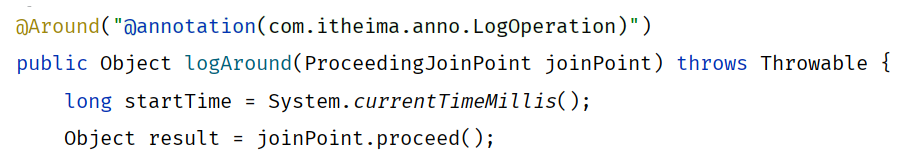 @Around("@annotation(com.itheima.anno.LogOperation)")
public Object logAround(ProceedingJoinPoint joinPoint) throws Throwable {
    long startTime = System.currentTimeMillis();
    Object result = joinPoint.proceed();